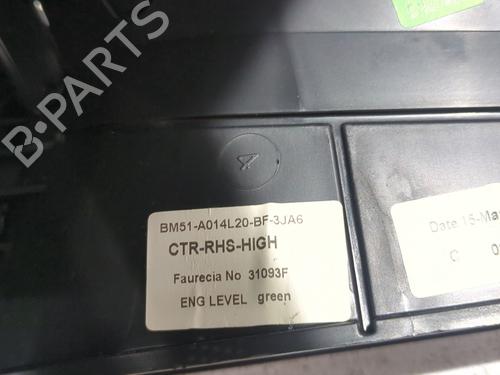 B-PARTS
BM51-A014L20-BF-3JA6
CTR-RHS-HIGH
Faurecia No 31093F
ENG LEVEL green
Date 15-Ma
C